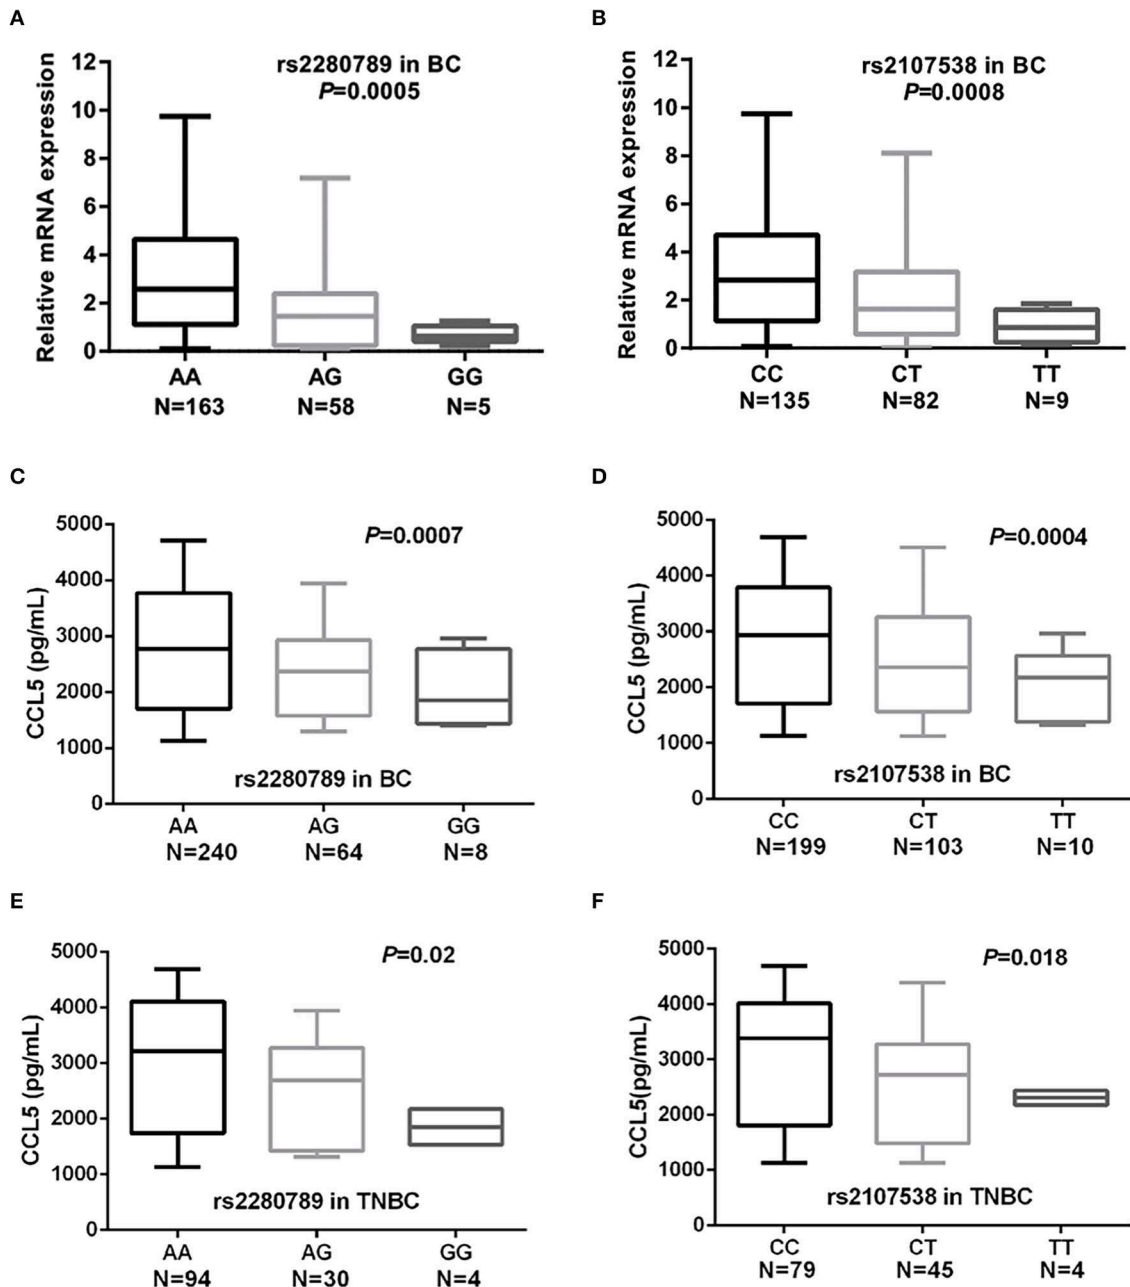 A
Relative mRNA expression
12
10
8
6
4
2
0
rs2280789 in BC
P=0.0005
AA
AG
GG
N=163
N=58
N=5
B
Relative mRNA expression
12
10
8
6
4
2
0
rs2107538 in BC
P=0.0008
CC
CT
TT
N=135
N=82
N=9
C
CCL5 (pg/mL)
5000
4000
3000
2000
1000
0
P=0.0007
rs2280789 in BC
AA
AG
GG
N=240
N=64
N=8
D
CCL5 (pg/mL)
5000
4000
3000
2000
1000
0
P=0.0004
rs2107538 in BC
CC
CT
TT
N=199
N=103
N=10
E
CCL5 (pg/mL)
5000
4000
3000
2000
1000
0
P=0.02
rs2280789 in TNBC
AA
AG
GG
N=94
N=30
N=4
F
CCL5(pg/mL)
5000
4000
3000
2000
1000
0
P=0.018
rs2107538 in TNBC
CC
CT
TT
N=79
N=45
N=4